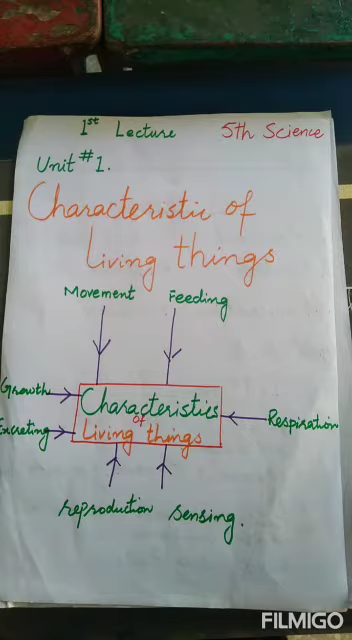 1st Lecture 5th Science
Unit #1.
Characteristic of
Living things
Movement Feeding
Growth
Characteristics
of
Respiration
Excreting
Living things
reproduction sensing.
FILMIGO